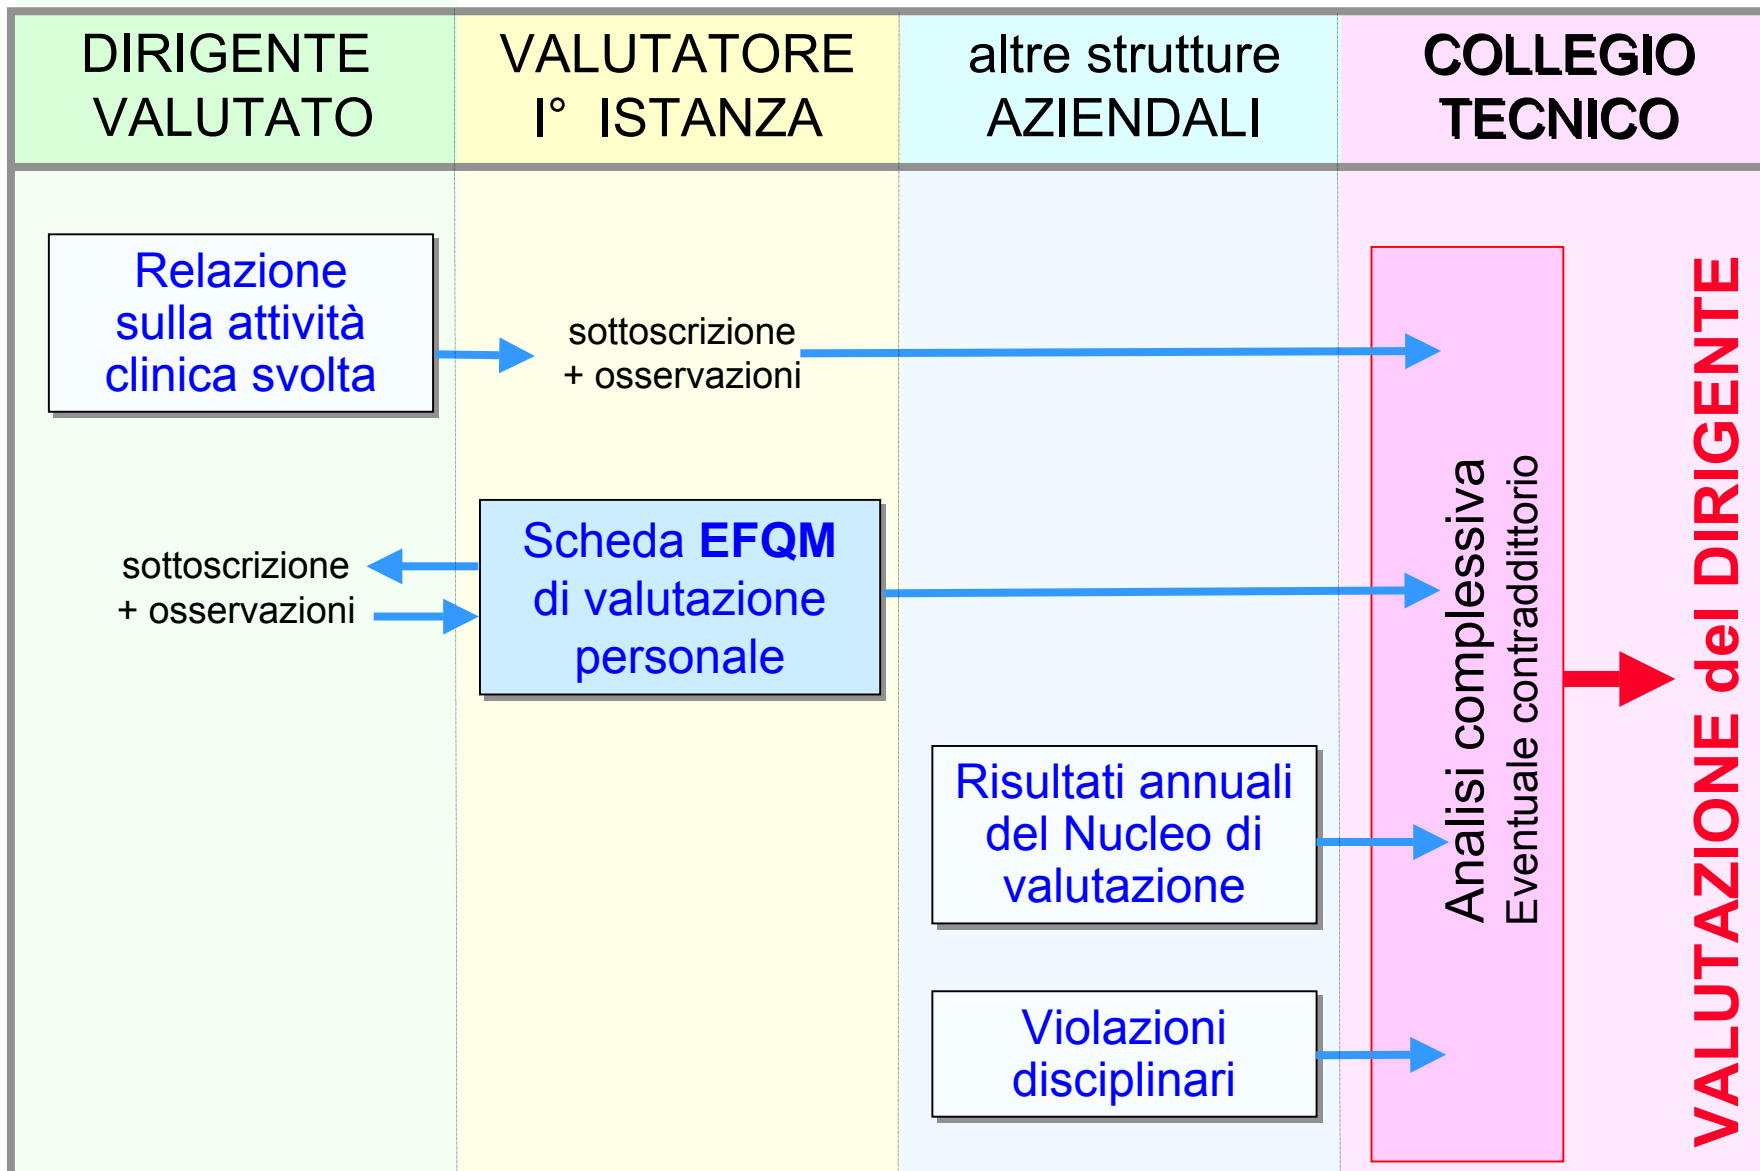 DIRIGENTE
VALUTATO
VALUTATORE
I° ISTANZA
altre strutture
AZIENDALI
COLLEGIO
TECNICO
Relazione
sulla attività
clinica svolta
sottoscrizione
+ osservazioni
sottoscrizione
+ osservazioni
Scheda EFQM
di valutazione
personale
Risultati annuali
del Nucleo di
valutazione
Violazioni
disciplinari
Analisi complessiva
Eventuale contraddittorio
VALUTAZIONE del DIRIGENTE